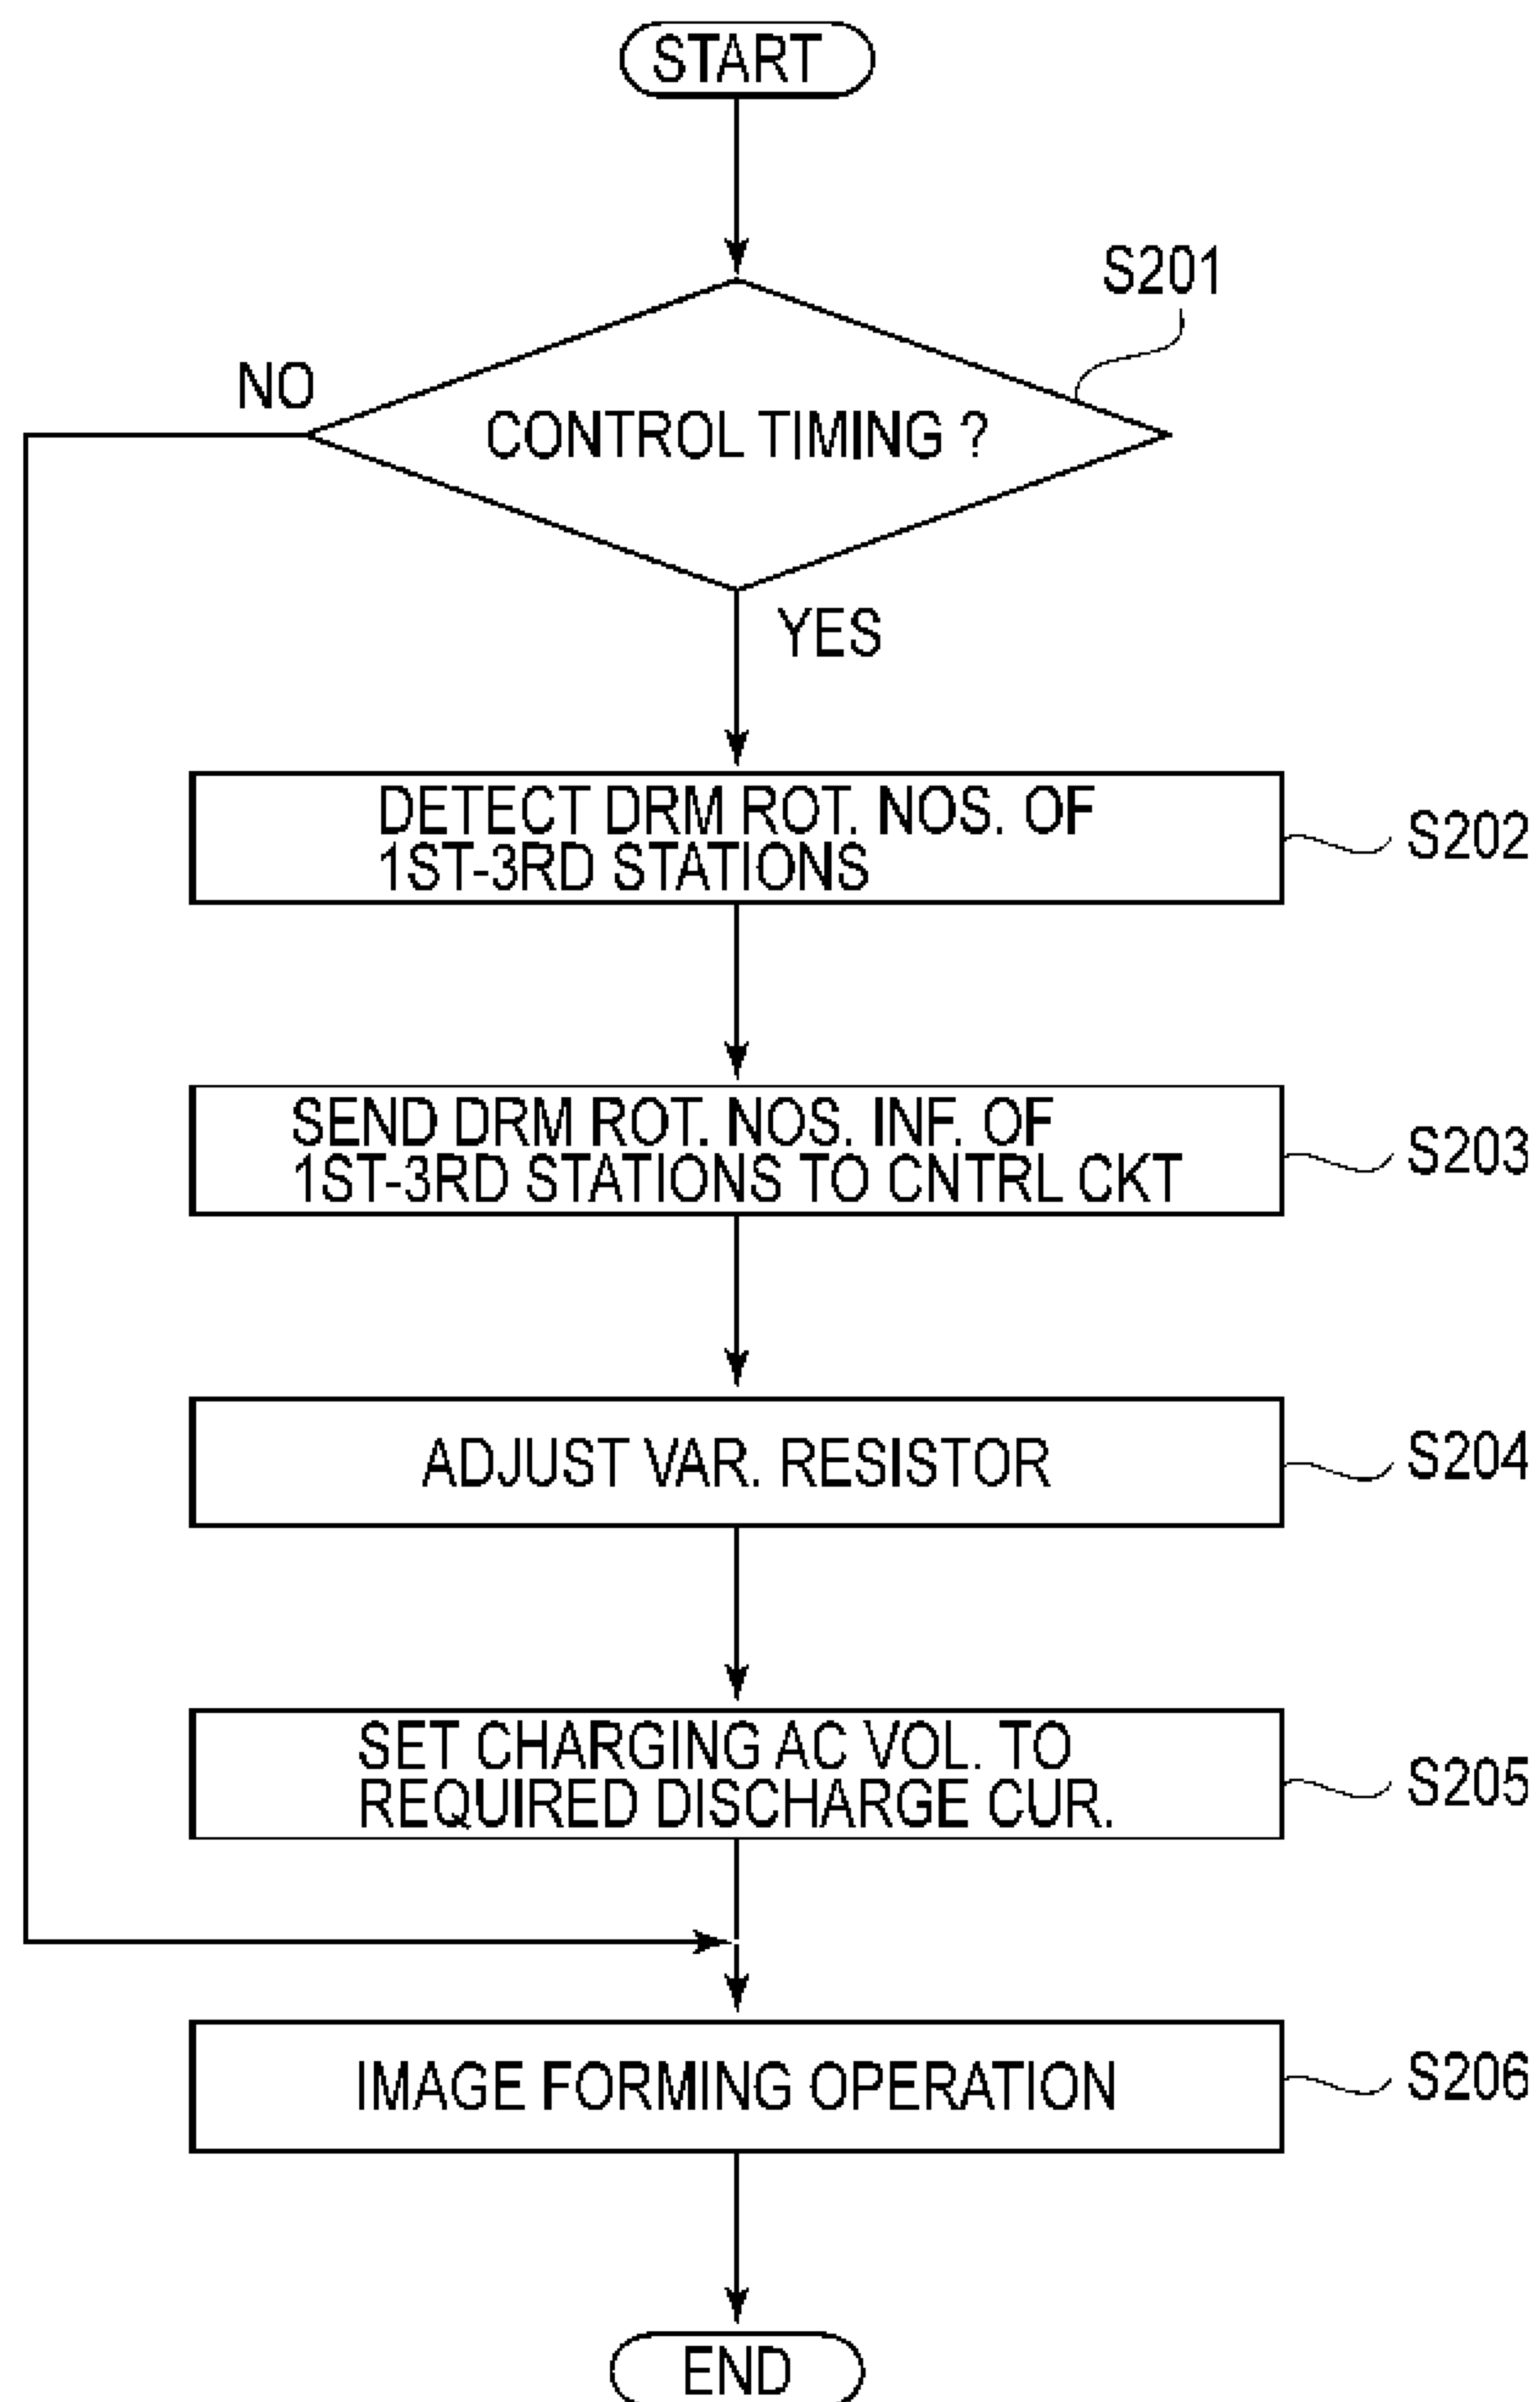 START
S201
NO
CONTROL TIMING ?
YES
DETECT DRM ROT. NOS. OF
1ST-3RD STATIONS
S202
SEND DRM ROT. NOS. INF. OF
1ST-3RD STATIONS TO CNTRL CKT
S203
ADJUST VAR. RESISTOR
S204
SET CHARGING AC VOL. TO
REQUIRED DISCHARGE CUR.
S205
IMAGE FORMING OPERATION
S206
END